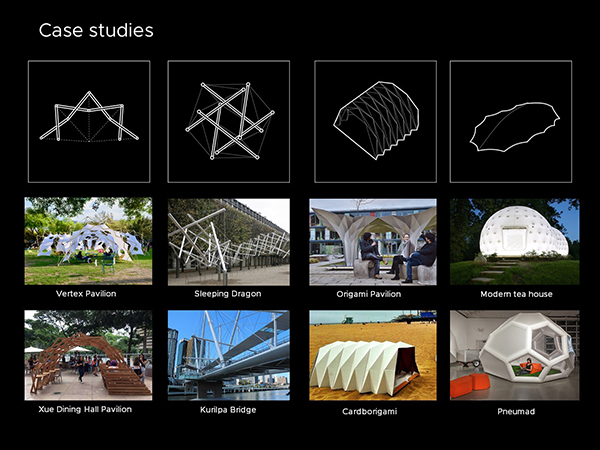 Case studies
Vertex Pavilion
Sleeping Dragon
Origami Pavilion
Modern tea house
Xue Dining Hall Pavilion
Kurilpa Bridge
Cardborigami
Pneumad